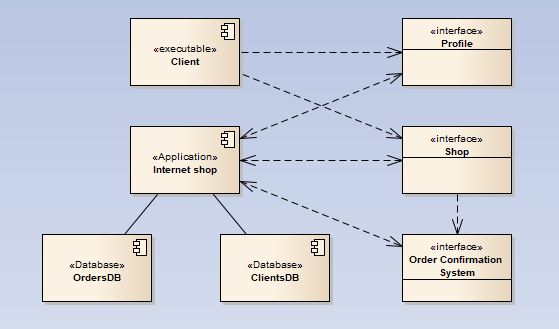 «executable»
Client
«interface»
Profile
«Application»
Internet shop
«interface»
Shop
«Database»
OrdersDB
«Database»
ClientsDB
«interface»
Order Confirmation
System